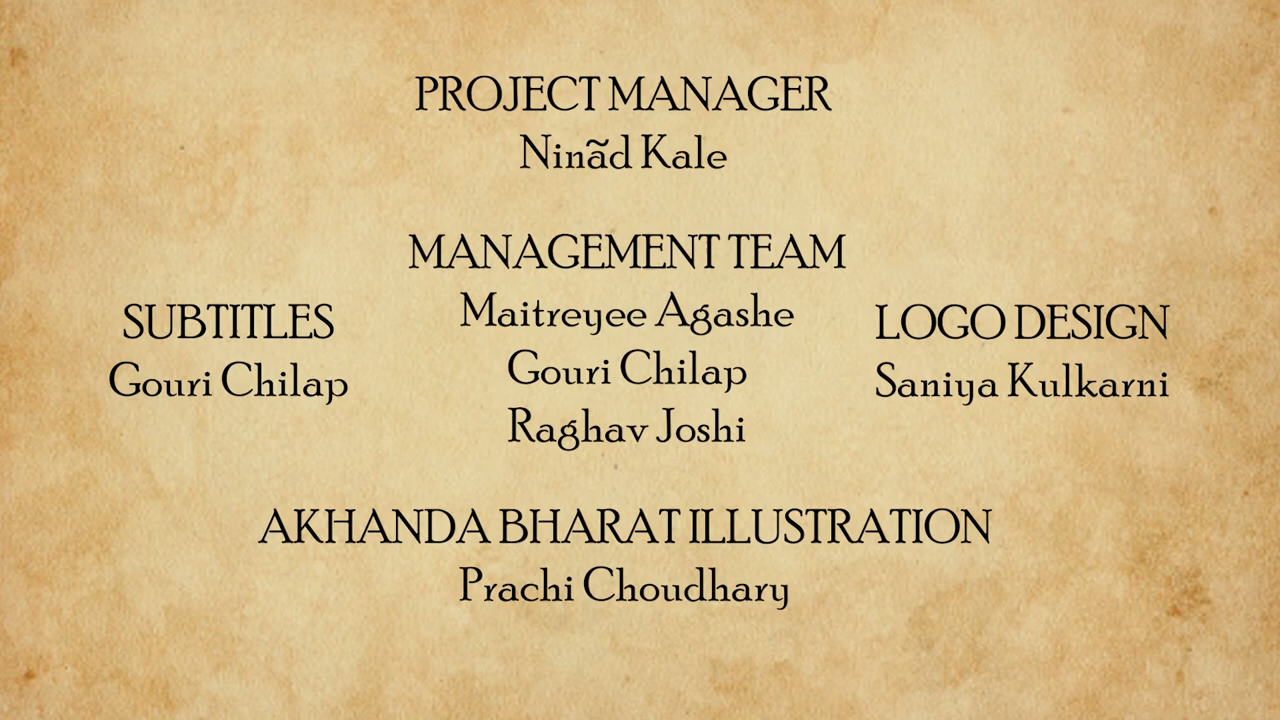 PROJECT MANAGER
Ninãd Kale
MANAGEMENT TEAM
Maitreyee Agashe
Gouri Chilap
Raghav Joshi
SUBTITLES
Gouri Chilap
LOGO DESIGN
Saniya Kulkarni
AKHANDA BHARAT ILLUSTRATION
Prachi Choudhary